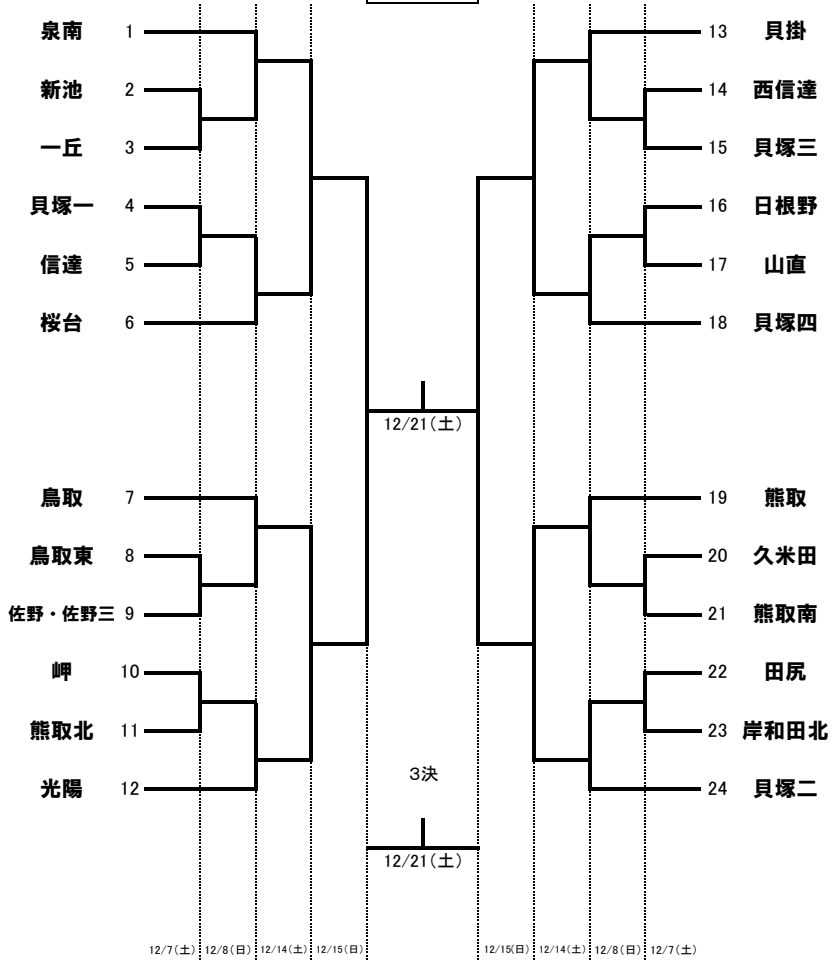 泉南 1
新池 2
一丘 3
貝塚一 4
信達 5
桜台 6
鳥取 7
鳥取東 8
佐野・佐野三 9
岬 10
熊取北 11
光陽 12
13 貝掛
14 西信達
15 貝塚三
16 日根野
17 山直
18 貝塚四
19 熊取
20 久米田
21 熊取南
22 田尻
23 岸和田北
24 貝塚二
12/21(土)
3決
12/21(土)
12/7(土) 12/8(日) 12/14(土) 12/15(日) 12/15(日) 12/14(土) 12/8(日) 12/7(土)